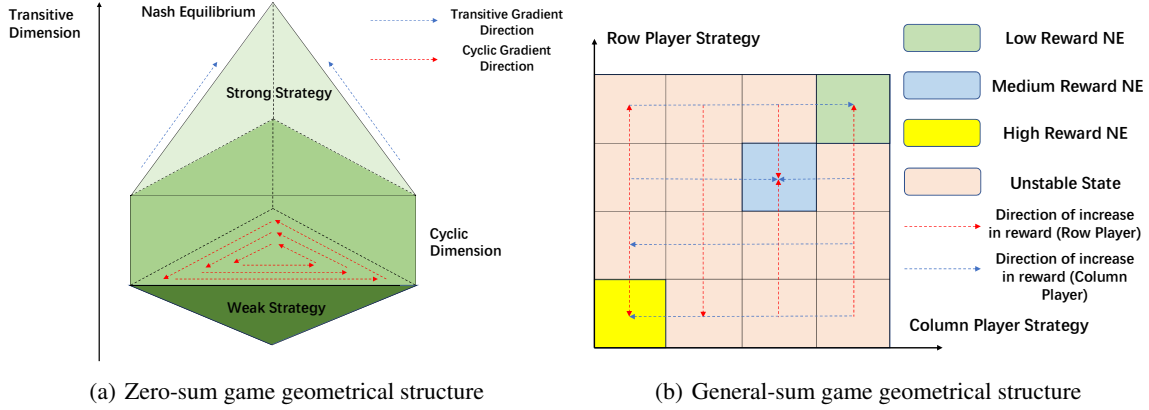 Transitive
Dimension
Nash Equilibrium
Transitive Gradient
Direction
Cyclic Gradient
Direction
Strong Strategy
Cyclic
Dimension
Weak Strategy
(a) Zero-sum game geometrical structure
Row Player Strategy
Column Player Strategy
Low Reward NE
Medium Reward NE
High Reward NE
Unstable State
Direction of increase
in reward (Row Player)
Direction of increase
in reward (Column
Player)
(b) General-sum game geometrical structure